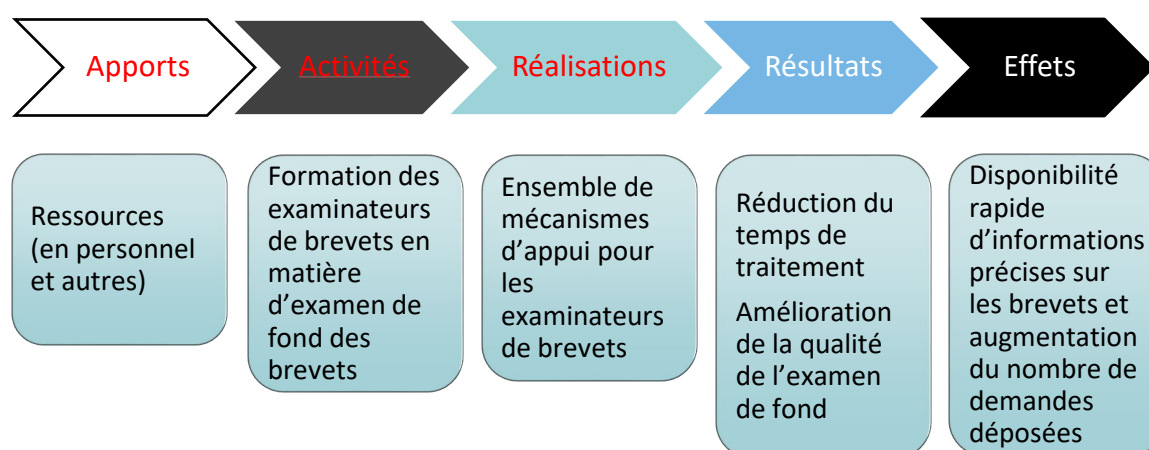 Apports
Activités
Réalisations
Résultats
Effets
Ressources
(en personnel
et autres)
Formation des
examinateurs
de brevets en
matière
d’examen de
fond des
brevets
Ensemble de
mécanismes
d’appui pour
les
examinateurs
de brevets
Réduction du
temps de
traitement
Amélioration
de la qualité
de l’examen
de fond
Disponibilité
rapide
d’informations
précises sur
les brevets et
augmentation
du nombre de
demandes
déposées